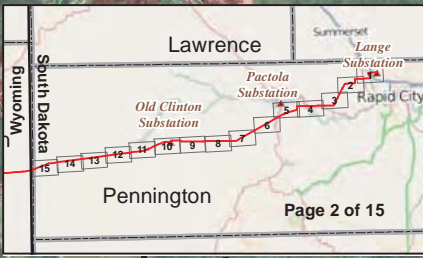 Summerset
Lawrence
Lange
Substation
Pactola
Substation
Rapid City
Old Clinton
Substation
Wyoming
South Dakota
1
2
3
4
5
6
7
8
9
10
11
12
13
14
15
Pennington
Page 2 of 15